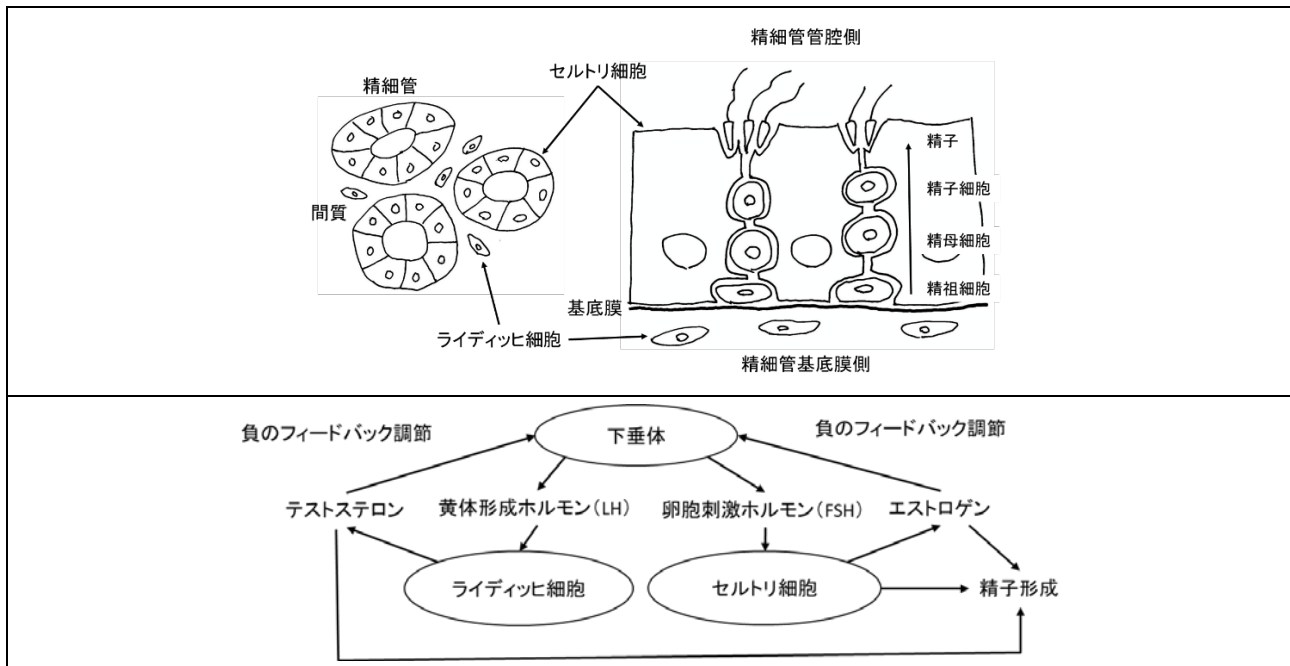 精細管管腔側
セルトリ細胞
精細管
精子
精子細胞
間質
精母細胞
精祖細胞
基底膜
ライディッヒ細胞
精細管基底膜側
負のフィードバック調節
下垂体
負のフィードバック調節
テストステロン
黄体形成ホルモン(LH)
卵胞刺激ホルモン(FSH)
エストロゲン
ライディッヒ細胞
セルトリ細胞
精子形成